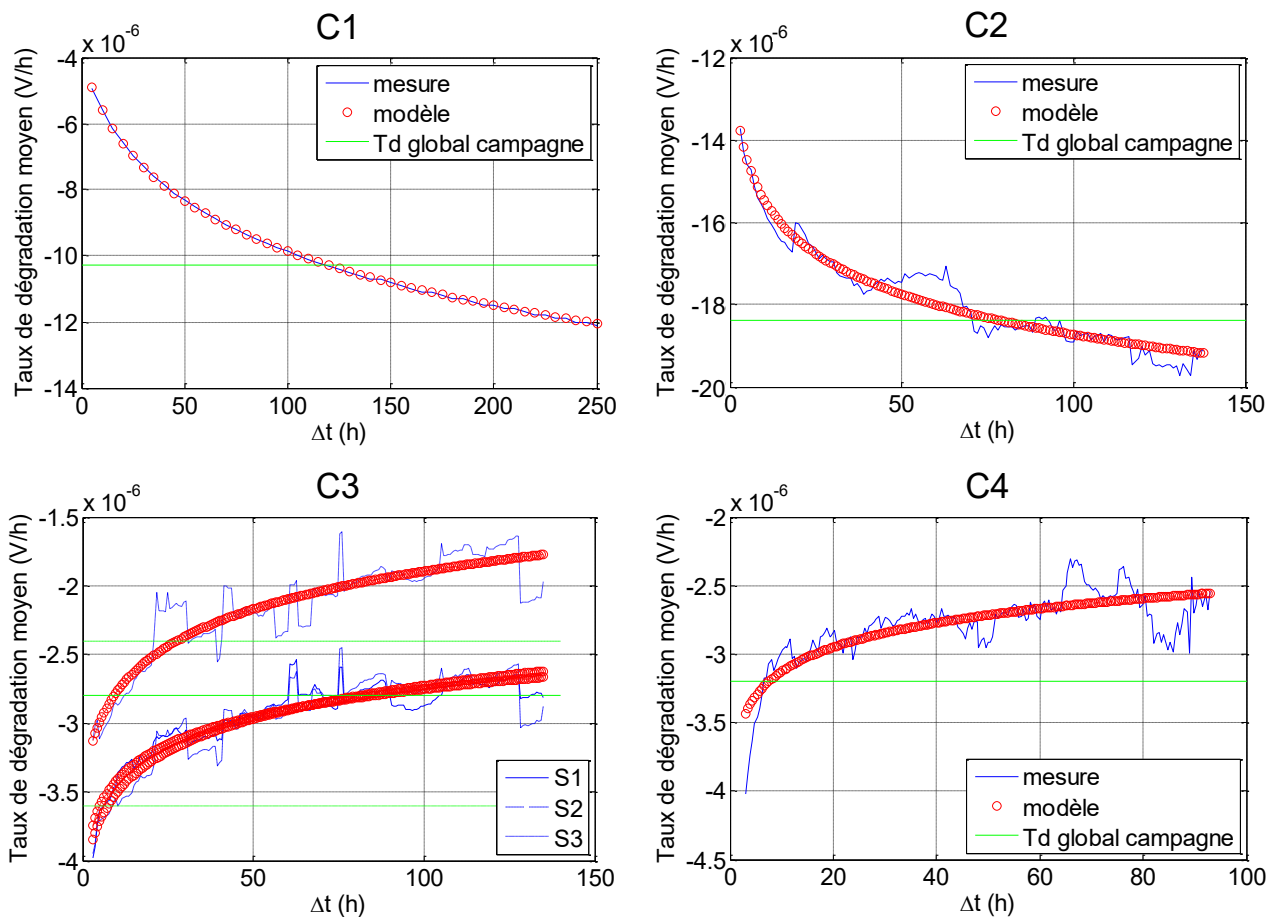 C1
x 10-6
Taux de dégradation moyen (V/h)
-4
-6
-8
-10
-12
-14
0 50 100 150 200 250
Δt (h)
mesure
modèle
Td global campagne
C2
x 10-6
Taux de dégradation moyen (V/h)
-12
-14
-16
-18
-20
0 50 100 150
Δt (h)
mesure
modèle
Td global campagne
C3
x 10-6
Taux de dégradation moyen (V/h)
-1.5
-2
-2.5
-3
-3.5
-4
0 50 100 150
Δt (h)
S1
S2
S3
C4
x 10-6
Taux de dégradation moyen (V/h)
-2
-2.5
-3
-3.5
-4
-4.5
0 20 40 60 80 100
Δt (h)
mesure
modèle
Td global campagne